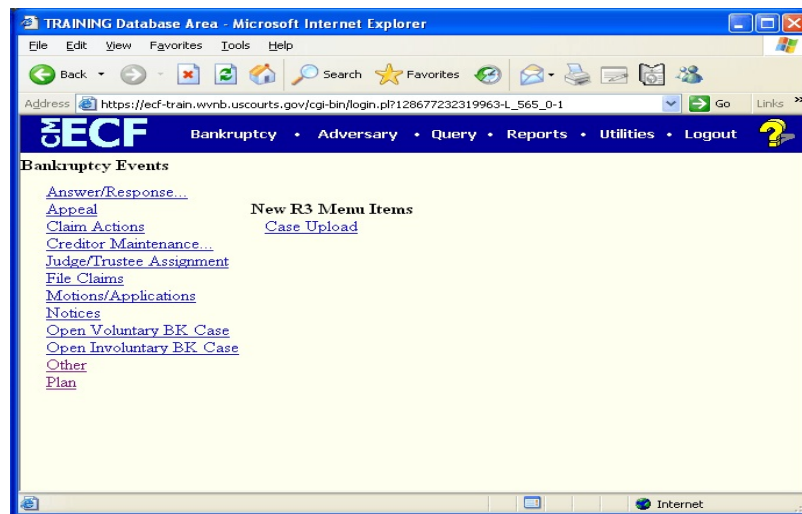 TRAINING Database Area - Microsoft Internet Explorer
File Edit View Favorites Tools Help
Back Search Favorites
Address https://ecf-train.wvnb.uscourts.gov/cgi-bin/login.pl?128677232319963-L_565_0-1 Go Links »
CM ECF Bankruptcy • Adversary • Query • Reports • Utilities • Logout ?
Bankruptcy Events
Answer/Response...
Appeal New R3 Menu Items
Claim Actions Case Upload
Creditor Maintenance...
Judge/Trustee Assignment
File Claims
Motions/Applications
Notices
Open Voluntary BK Case
Open Involuntary BK Case
Other
Plan
Internet